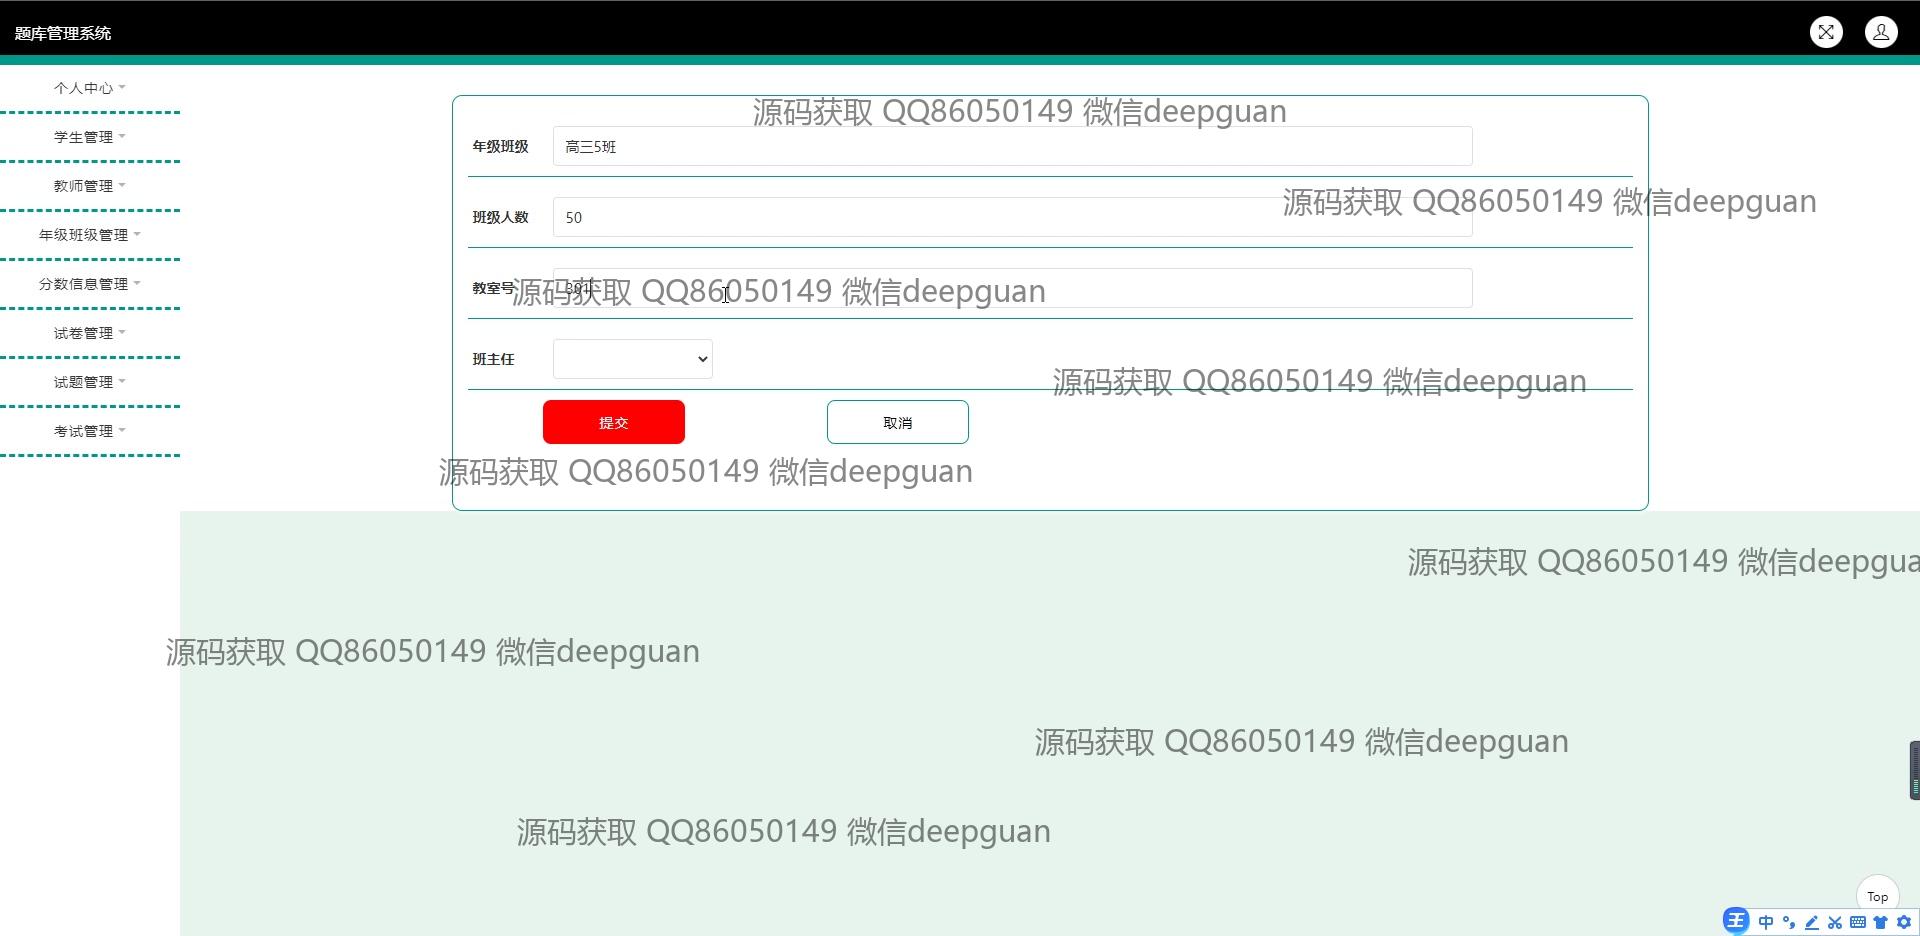 题库管理系统
个人中心
学生管理
教师管理
年级班级管理
分数信息管理
试卷管理
试题管理
考试管理
源码获取 QQ86050149 微信deepguan
年级班级 高三5班
源码获取 QQ86050149 微信deepguan
班级人数 50
教室号 301
源码获取 QQ86050149 微信deepguan
班主任
源码获取 QQ86050149 微信deepguan
提交 取消
源码获取 QQ86050149 微信deepguan
源码获取 QQ86050149 微信deepgua
源码获取 QQ86050149 微信deepguan
源码获取 QQ86050149 微信deepguan
源码获取 QQ86050149 微信deepguan
Top
王 中